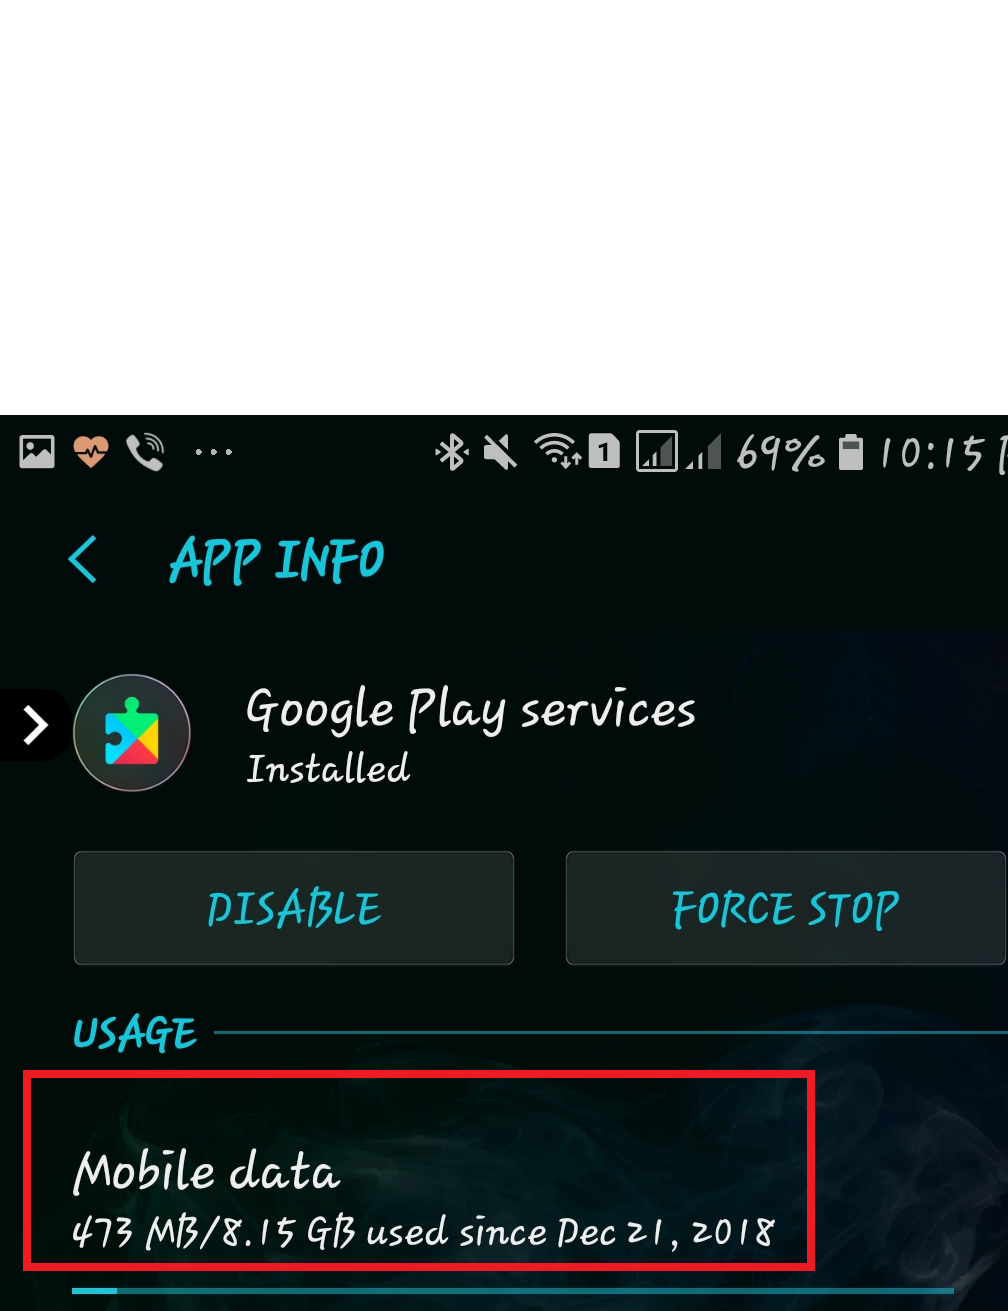 1 69% 10:15
APP INFO
Google Play services
Installed
DISABLE
FORCE STOP
USAGE
Mobile data
473 MB/8.15 GB used since Dec 21, 2018